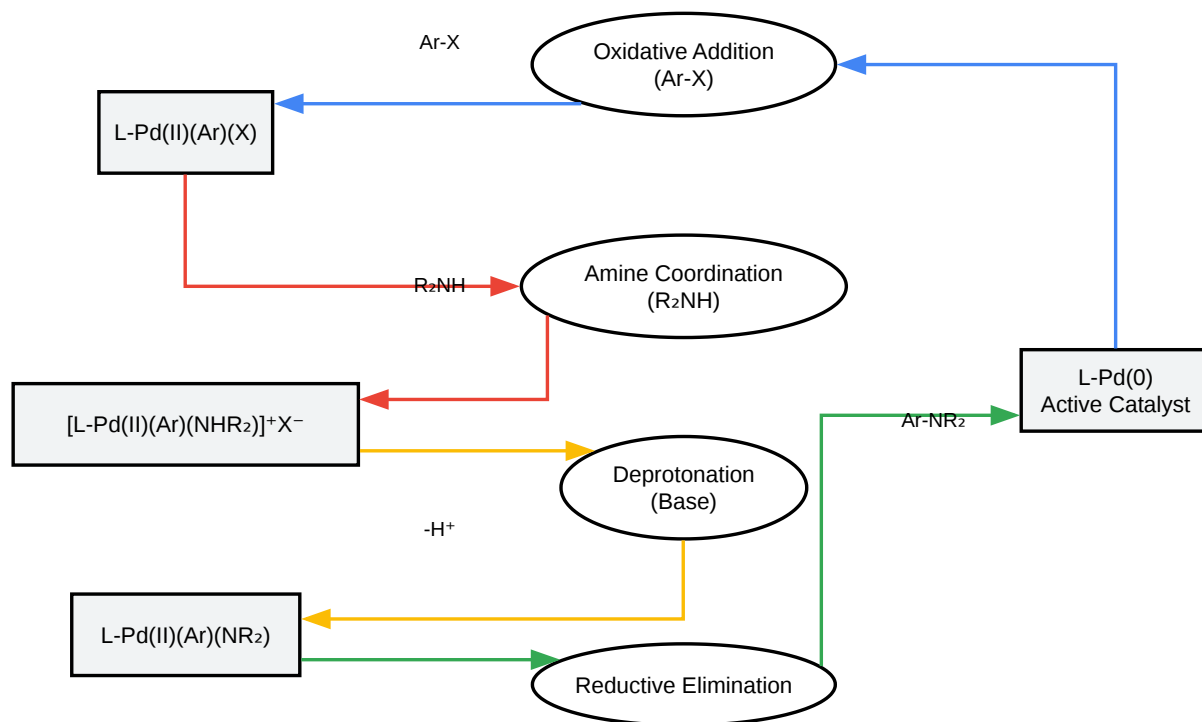 Ar-X
Oxidative Addition
(Ar-X)
L-Pd(II)(Ar)(X)
R₂NH
Amine Coordination
(R₂NH)
L-Pd(0)
Active Catalyst
[L-Pd(II)(Ar)(NHR₂)]⁺X⁻
Ar-NR₂
Deprotonation
(Base)
-H⁺
L-Pd(II)(Ar)(NR₂)
Reductive Elimination